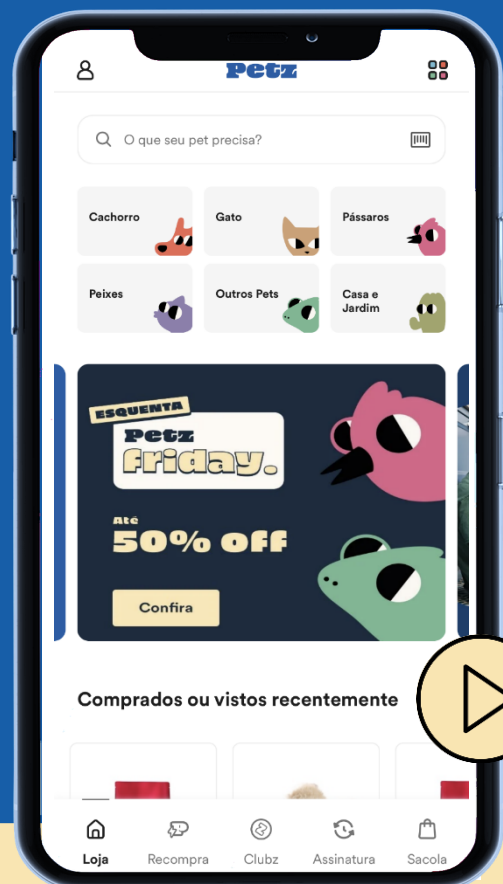 Petz
O que seu pet precisa?
Cachorro
Gato
Pássaros
Peixes
Outros Pets
Casa e
Jardim
ESQUENTA
Petz
friday.
Até
50% OFF
Confira
Comprados ou vistos recentemente
Loja
Recompra
Clubz
Assinatura
Sacola